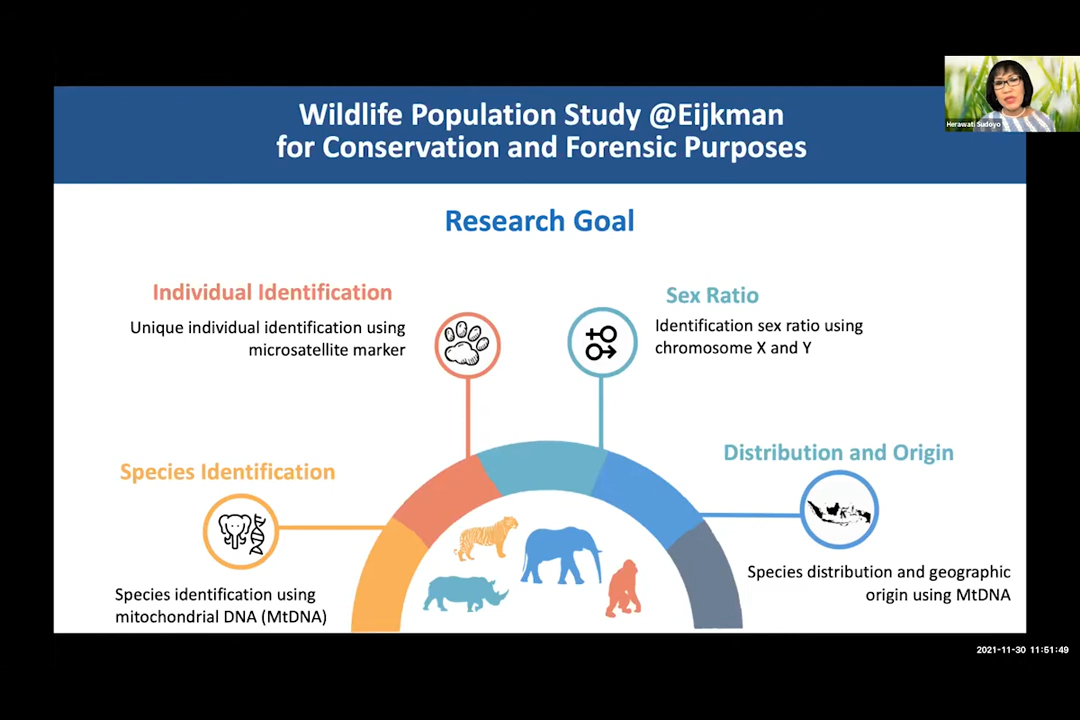 Wildlife Population Study @Eijkman
for Conservation and Forensic Purposes
Herawati Sudoyo
Research Goal
Individual Identification
Unique individual identification using
microsatellite marker
Sex Ratio
Identification sex ratio using
chromosome X and Y
Species Identification
Species identification using
mitochondrial DNA (MtDNA)
Distribution and Origin
Species distribution and geographic
origin using MtDNA
2021-11-30 11:51:49